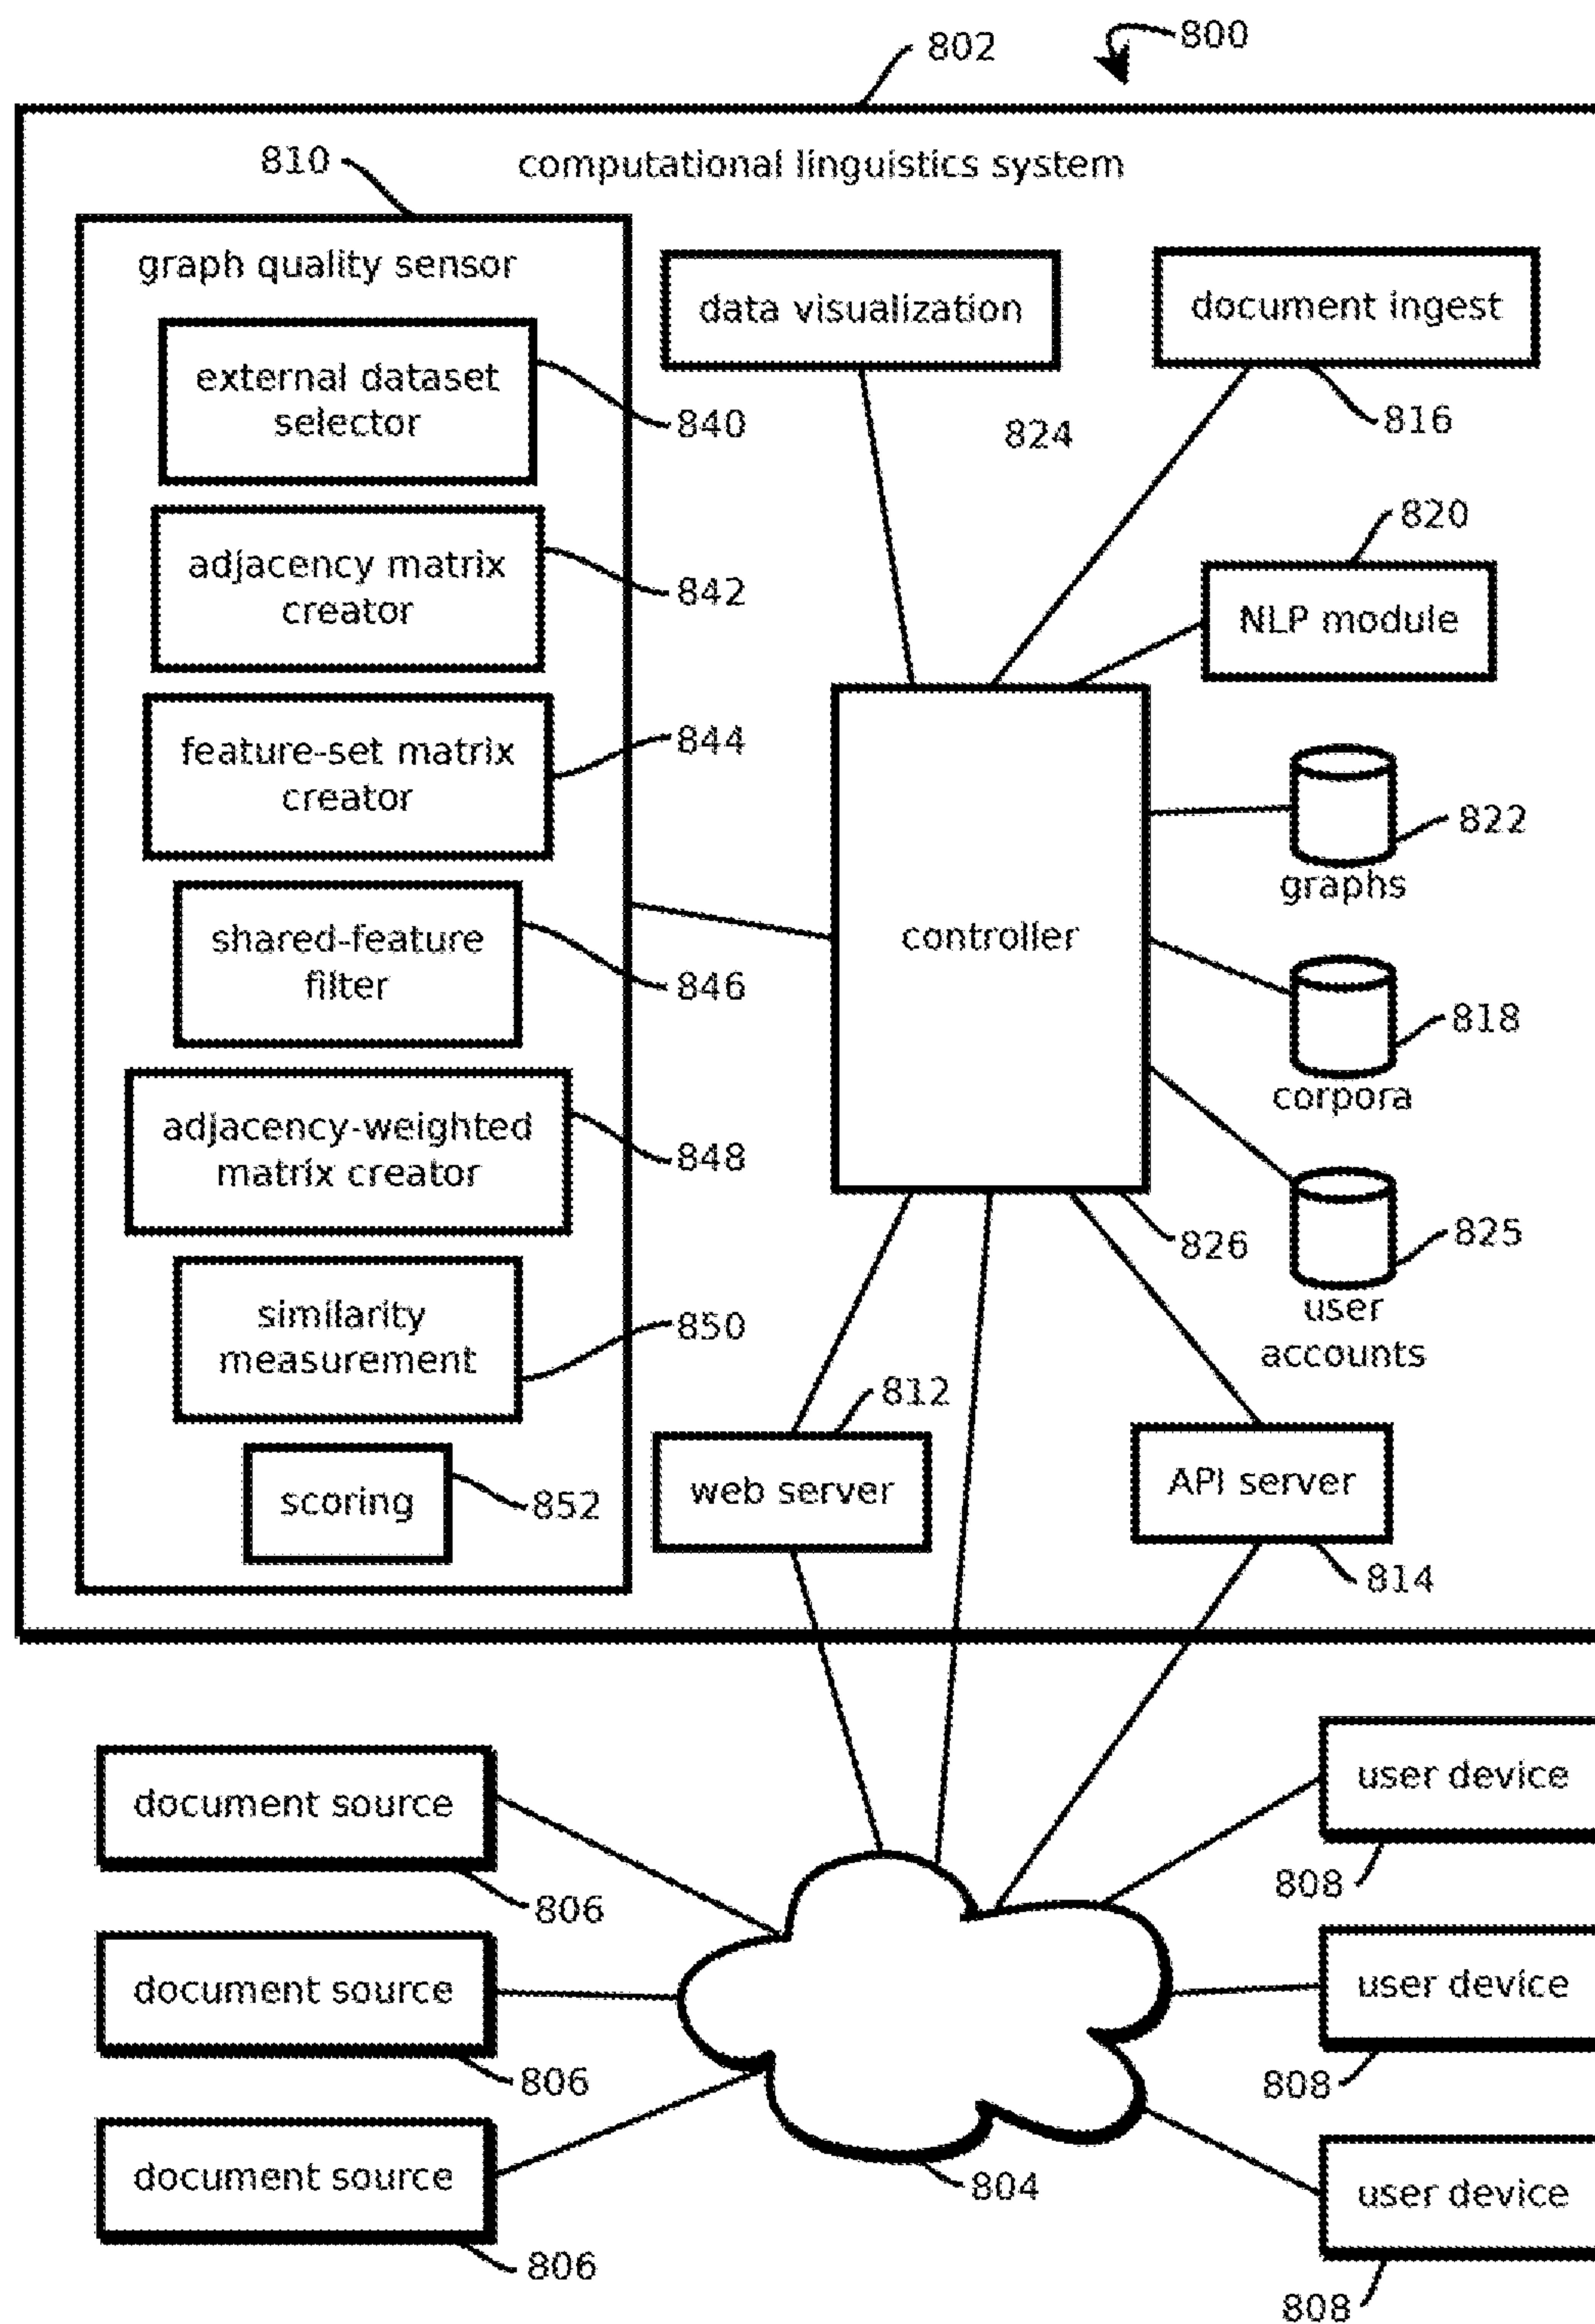 800
802
computational linguistics system
810
graph quality sensor
external dataset
selector
840
adjacency matrix
creator
842
feature-set matrix
creator
844
shared-feature
filter
846
adjacency-weighted
matrix creator
848
similarity
measurement
850
scoring
852
data visualization
824
document ingest
816
820
NLP module
controller
826
822
graphs
818
corpora
825
user
accounts
812
web server
API server
814
document source
806
document source
806
document source
806
804
user device
808
user device
808
user device
808